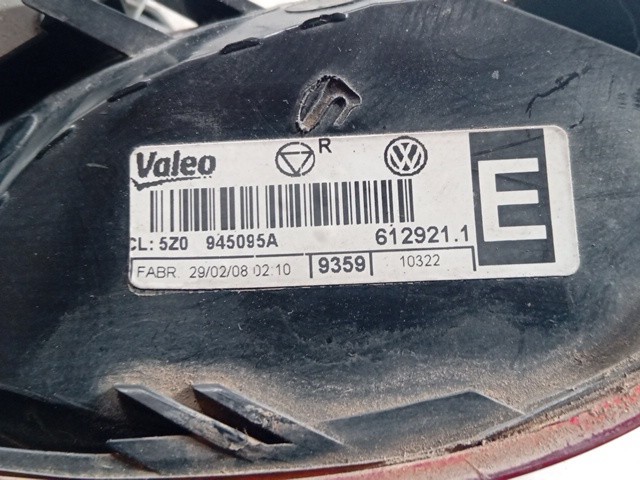 Valeo R
E
CL: 5Z0 945095A 612921.1
FABR. 29/02/08 02:10 9359 10322